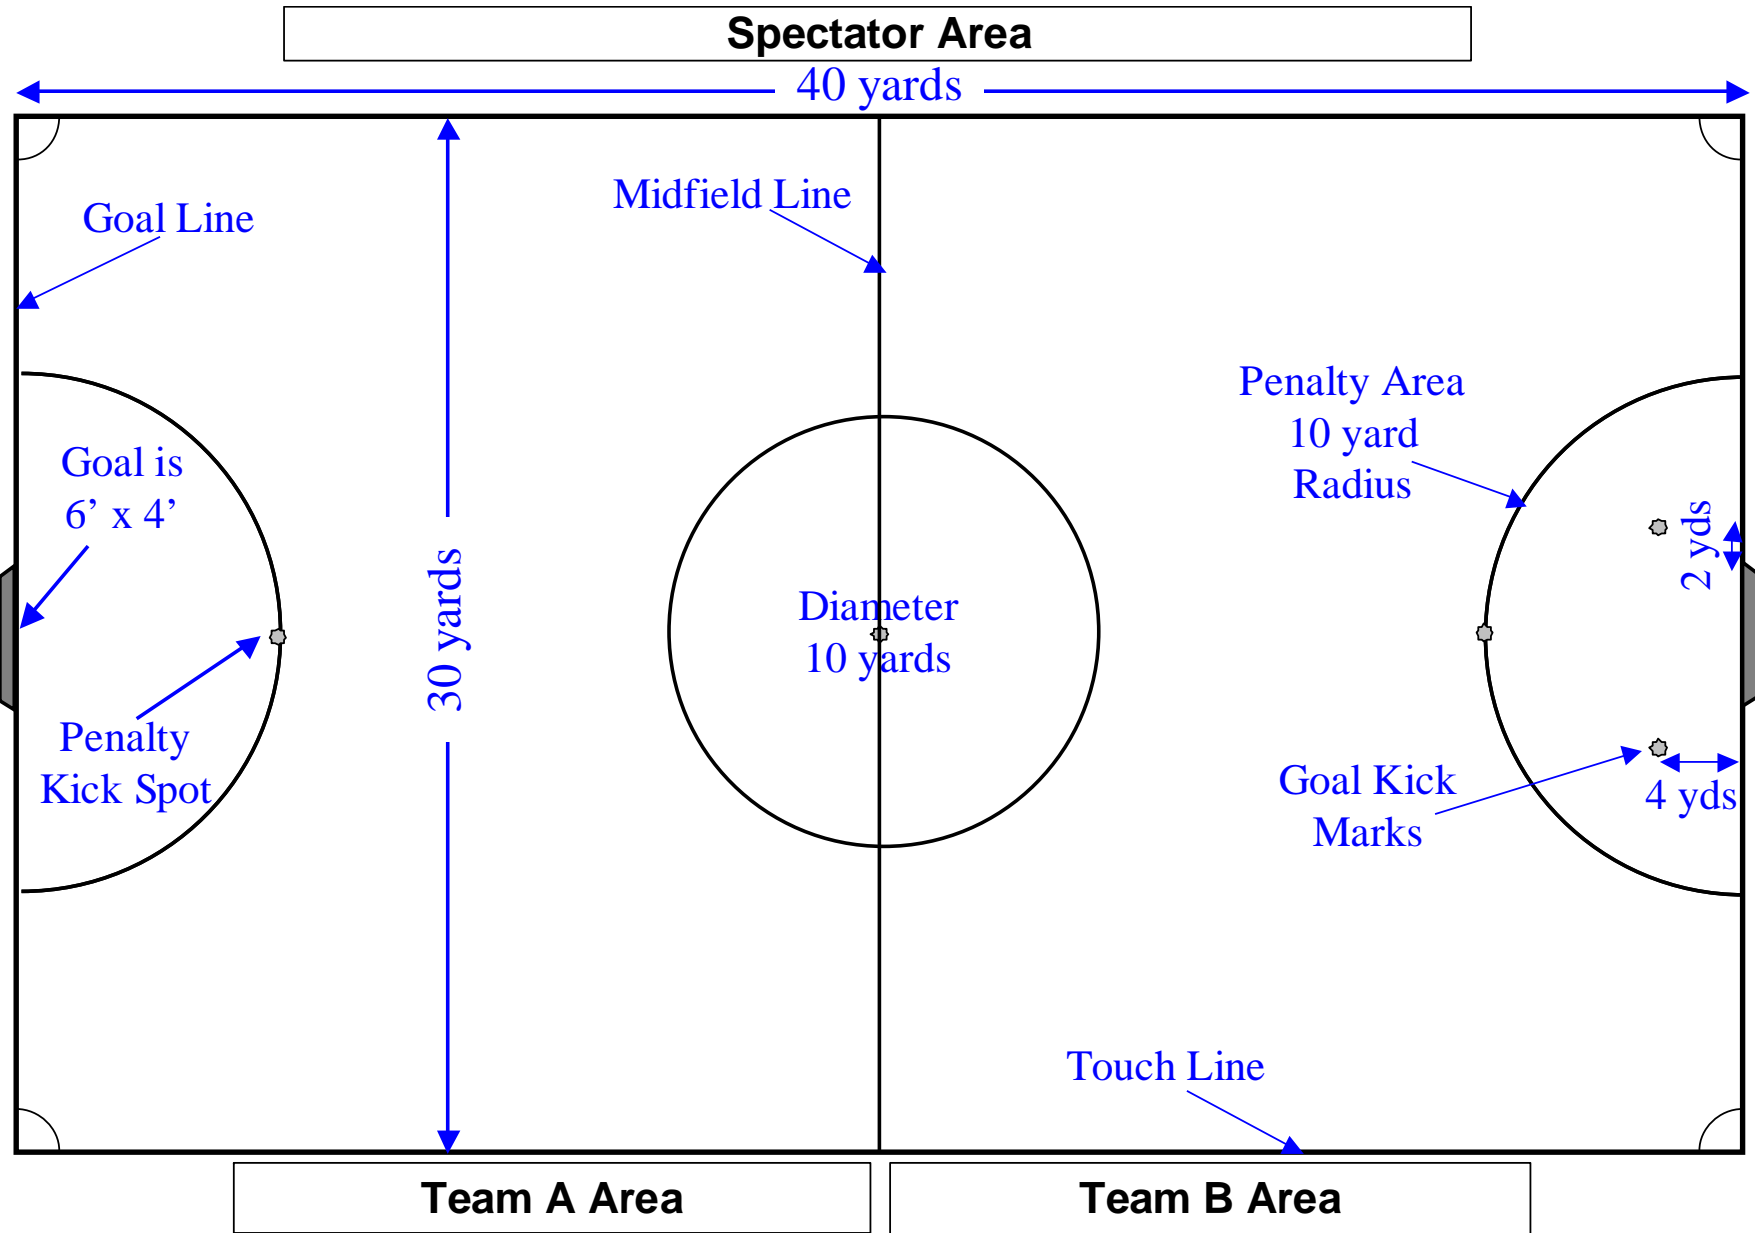 Spectator Area
40 yards
Midfield Line
Goal Line
Penalty Area
10 yard
Radius
Goal is
6’ x 4’
2 yds
30 yards
Diameter
10 yards
Penalty
Kick Spot
Goal Kick
Marks
4 yds
Touch Line
Team A Area
Team B Area